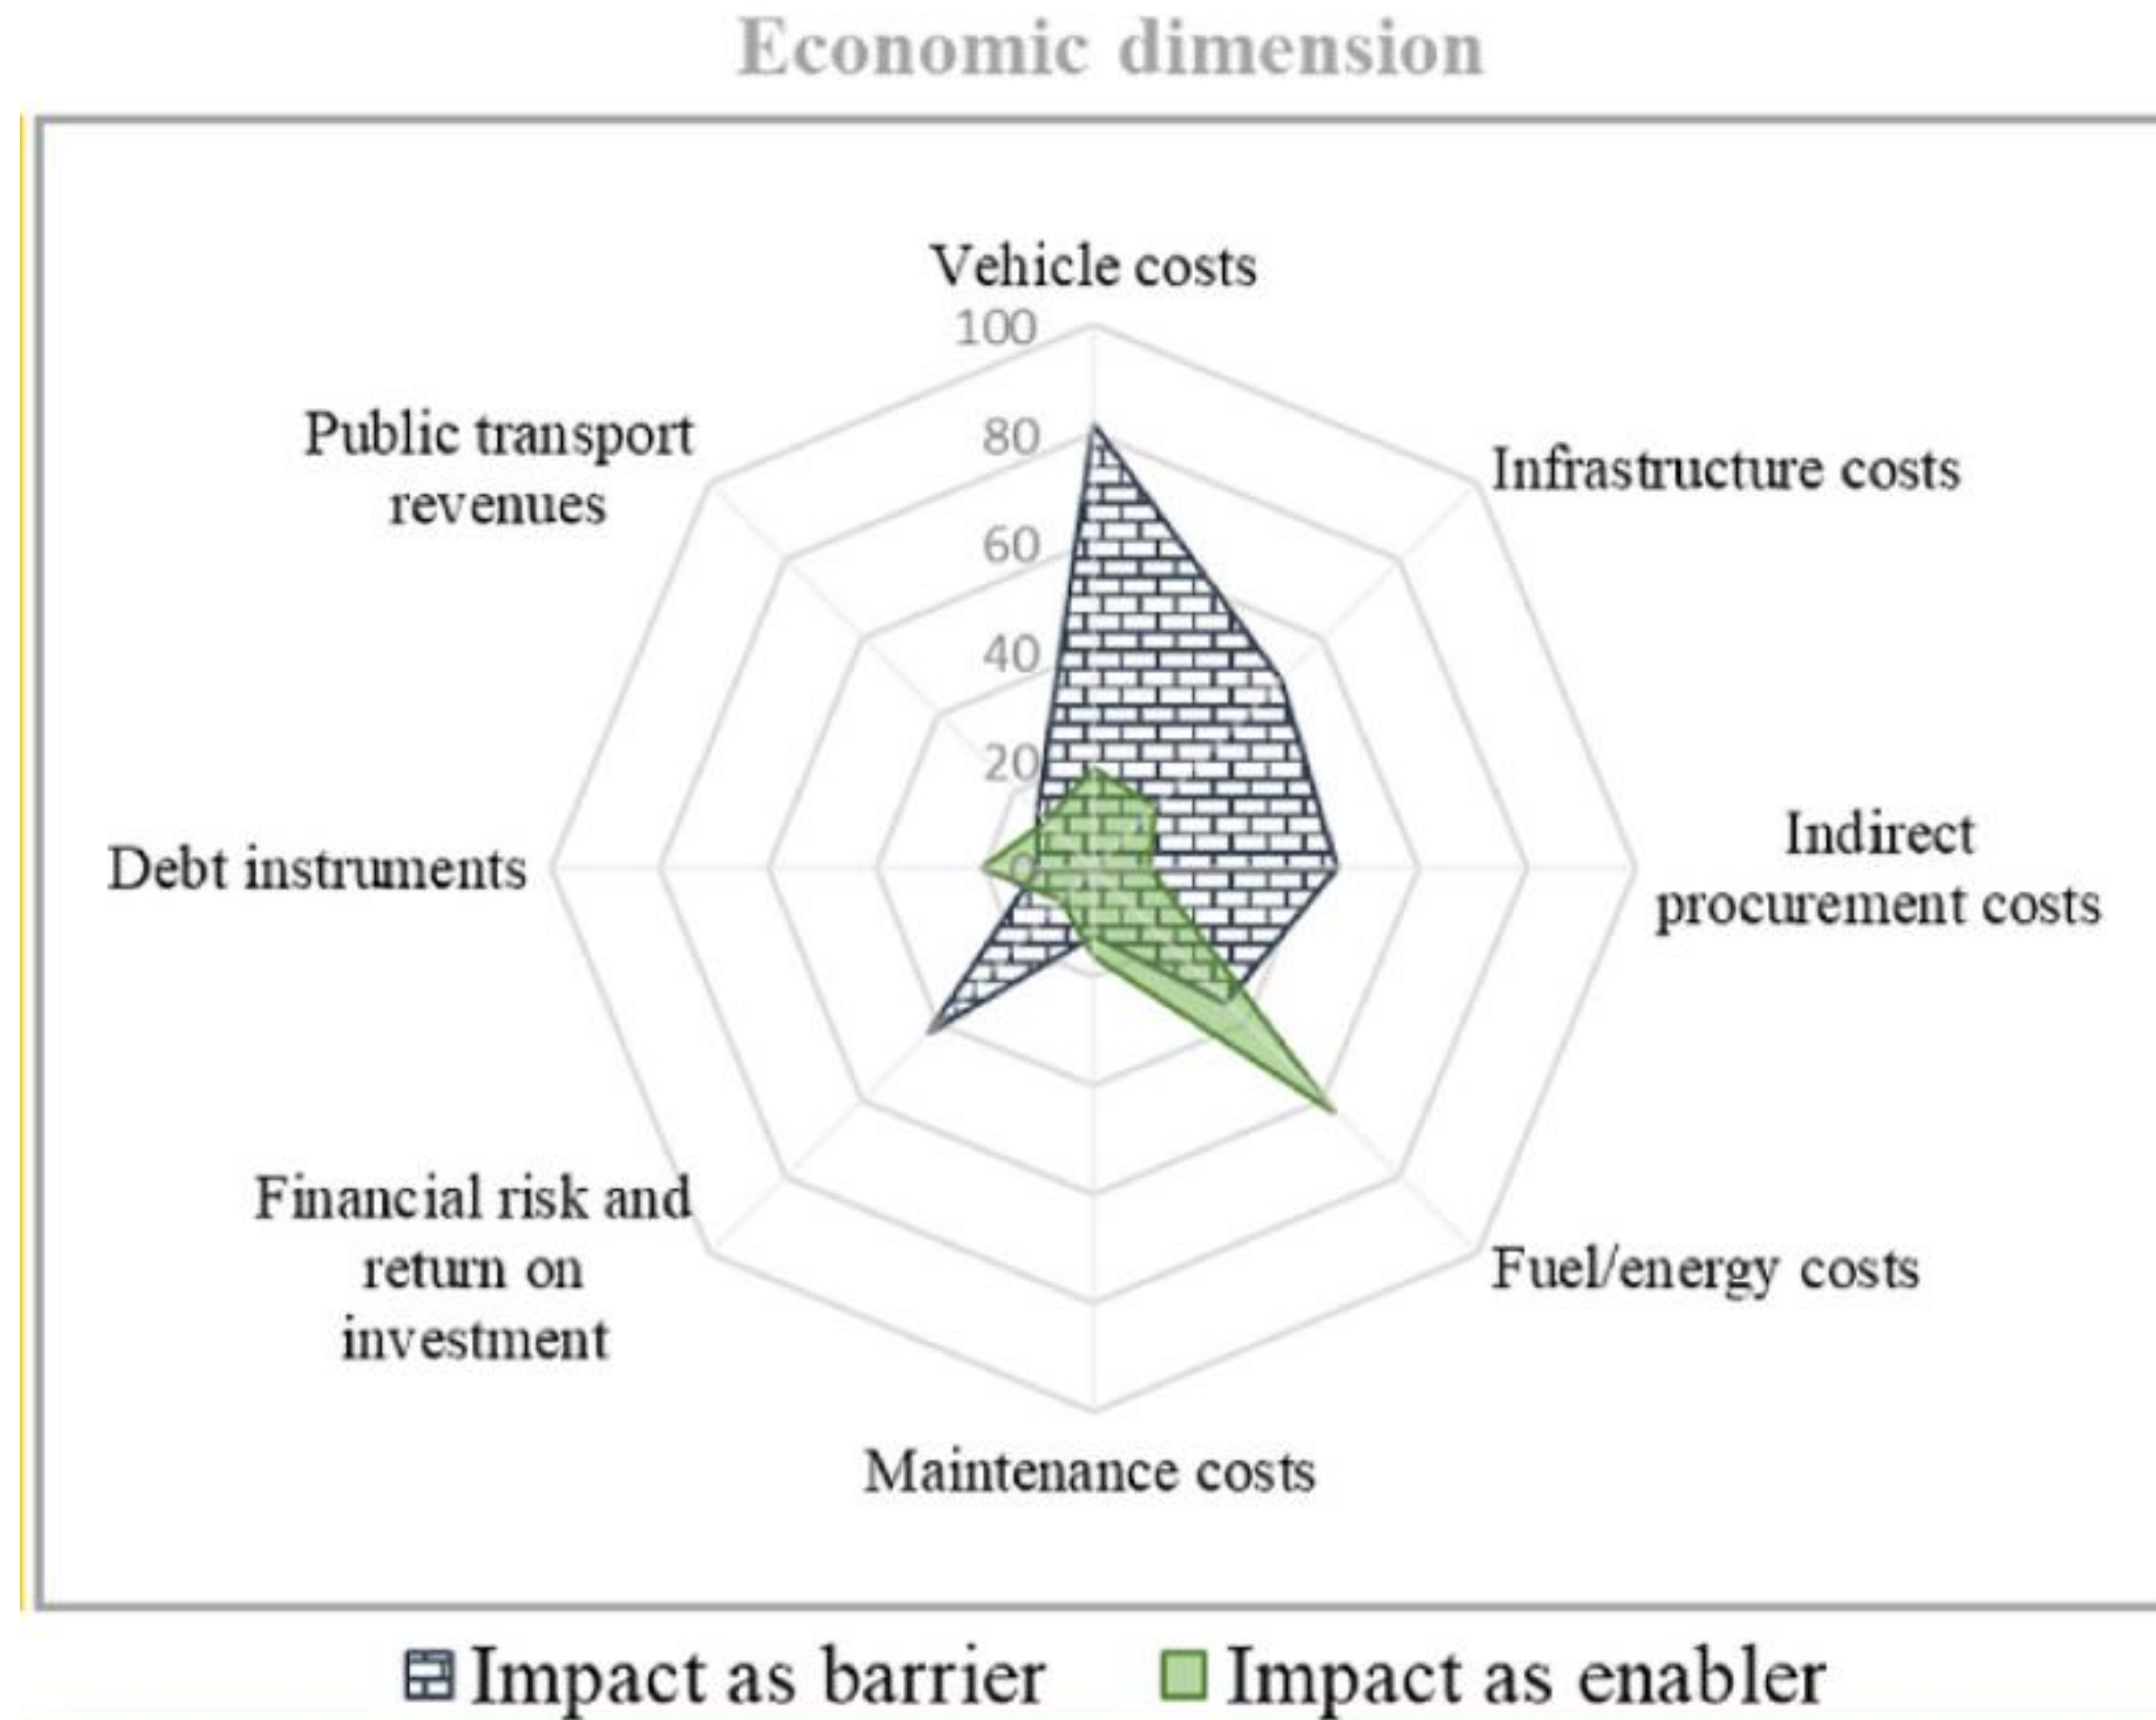 Economic dimension
Vehicle costs
100
80
60
40
20
0
Infrastructure costs
Indirect
procurement costs
Fuel/energy costs
Maintenance costs
Financial risk and
return on
investment
Debt instruments
Public transport
revenues
Impact as barrier
Impact as enabler